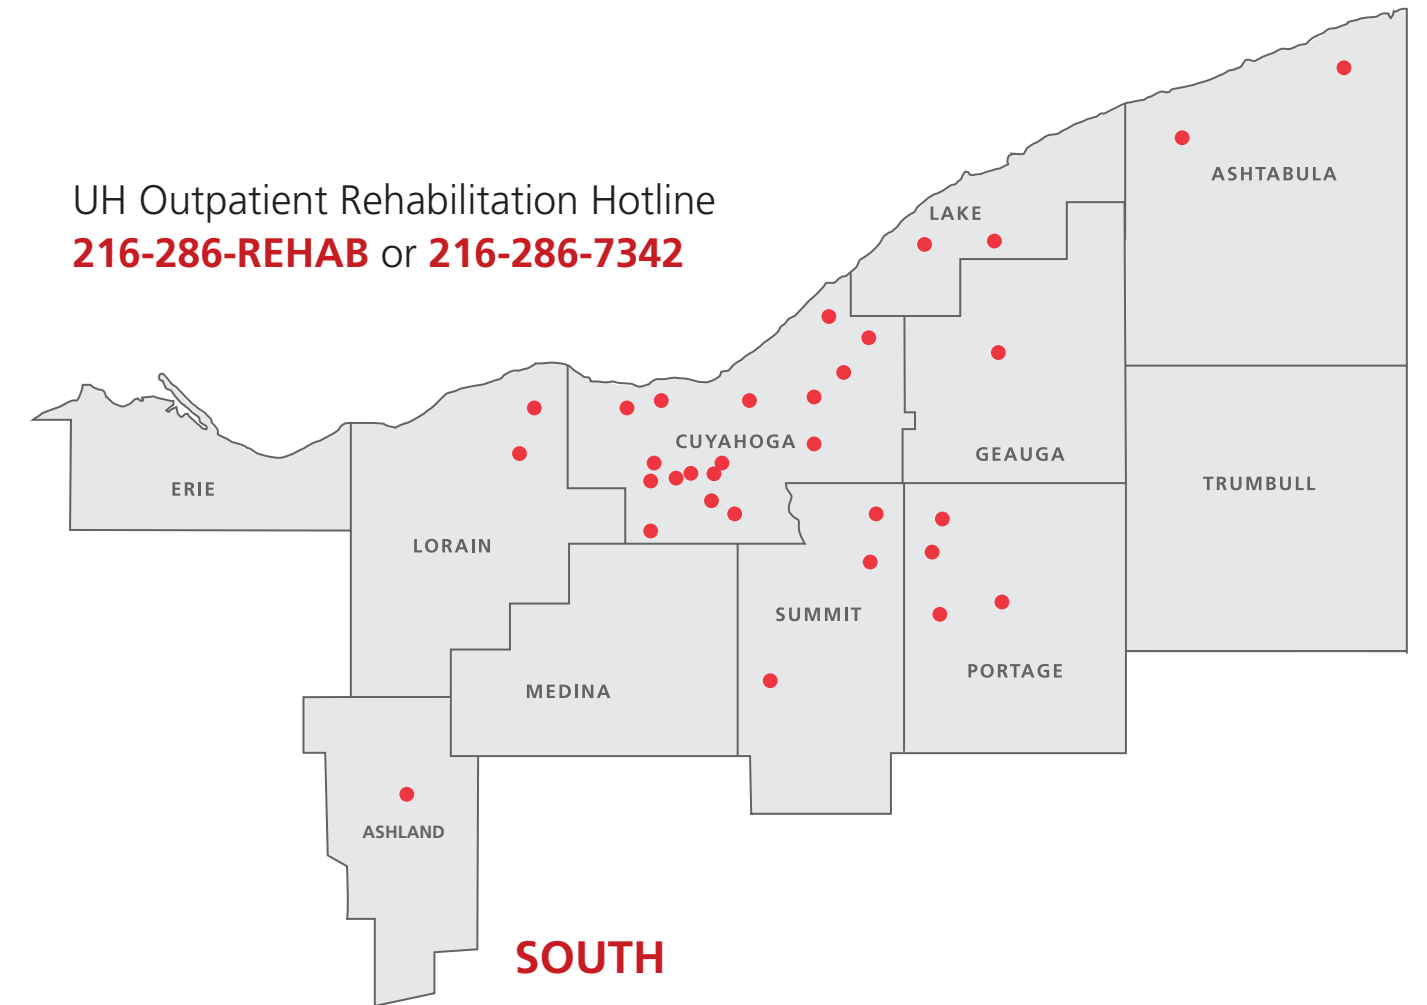 UH Outpatient Rehabilitation Hotline
216-286-REHAB or 216-286-7342
ASHTABULA
LAKE
CUYAHOGA
GEAUGA
TRUMBULL
ERIE
LORAIN
SUMMIT
PORTAGE
MEDINA
ASHLAND
SOUTH